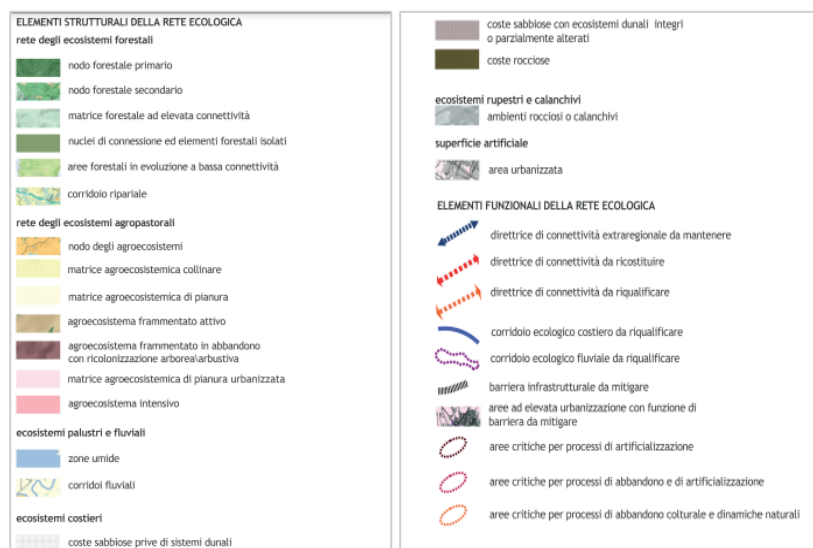 ELEMENTI STRUTTURALI DELLA RETE ECOLOGICA
rete degli ecosistemi forestali
nodo forestale primario
nodo forestale secondario
matrice forestale ad elevata connettività
nuclei di connessione ed elementi forestali isolati
aree forestali in evoluzione a bassa connettività
corridoio ripariale
rete degli ecosistemi agropastorali
nodo degli agroecosistemi
matrice agroecosistemica collinare
matrice agroecosistemica di pianura
agroecosistema frammentato attivo
agroecosistema frammentato in abbandono
con ricolonizzazione arborea\arbustiva
matrice agroecosistemica di pianura urbanizzata
agroecosistema intensivo
ecosistemi palustri e fluviali
zone umide
corridoi fluviali
ecosistemi costieri
coste sabbiose prive di sistemi dunali
coste sabbiose con ecosistemi dunali integri
o parzialmente alterati
coste rocciose
ecosistemi rupestri e calanchivi
ambienti rocciosi o calanchivi
superficie artificiale
area urbanizzata
ELEMENTI FUNZIONALI DELLA RETE ECOLOGICA
direttrice di connettività extraregionale da mantenere
direttrice di connettività da ricostituire
direttrice di connettività da riqualificare
corridoio ecologico costiero da riqualificare
corridoio ecologico fluviale da riqualificare
barriera infrastrutturale da mitigare
aree ad elevata urbanizzazione con funzione di
barriera da mitigare
aree critiche per processi di artificializzazione
aree critiche per processi di abbandono e di artificializzazione
aree critiche per processi di abbandono colturale e dinamiche naturali